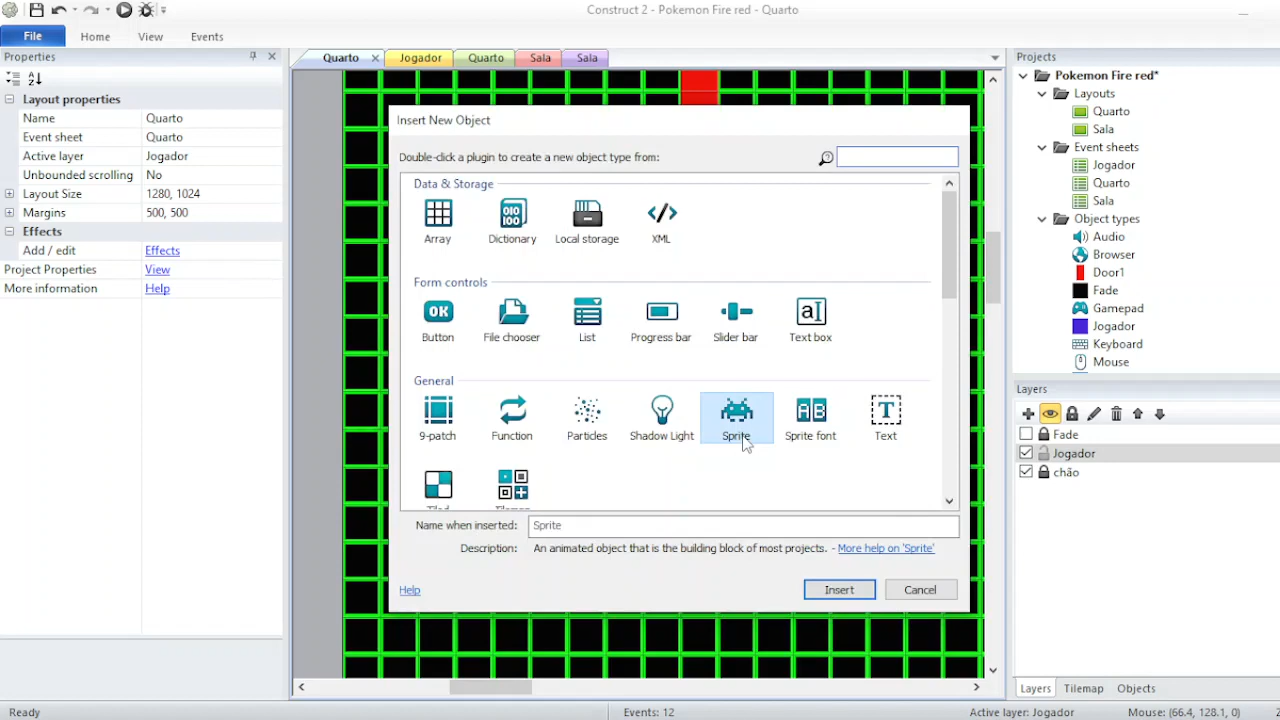 Construct 2 - Pokemon Fire red - Quarto
File Home View Events
Properties
Layout properties
Name Quarto
Event sheet Quarto
Active layer Jogador
Unbounded scrolling No
Layout Size 1280, 1024
Margins 500, 500
Effects
Add / edit Effects
Project Properties View
More information Help
Quarto Jogador Quarto Sala Sala
Insert New Object
Double-click a plugin to create a new object type from:
Data & Storage
010
100
Array Dictionary Local storage XML
Form controls
OK
aI
Button File chooser List Progress bar Slider bar Text box
General
AB
T
9-patch Function Particles Shadow Light Sprite Sprite font Text
Name when inserted: Sprite
Description: An animated object that is the building block of most projects. - More help on 'Sprite'
Help Insert Cancel
Projects
Pokemon Fire red*
Layouts
Quarto
Sala
Event sheets
Jogador
Quarto
Sala
Object types
Audio
Browser
Door1
Fade
Gamepad
Jogador
Keyboard
Mouse
Layers
Fade
Jogador
chão
Layers Tilemap Objects
Ready Events: 12 Active layer: Jogador Mouse: (66.4, 128.1, 0)